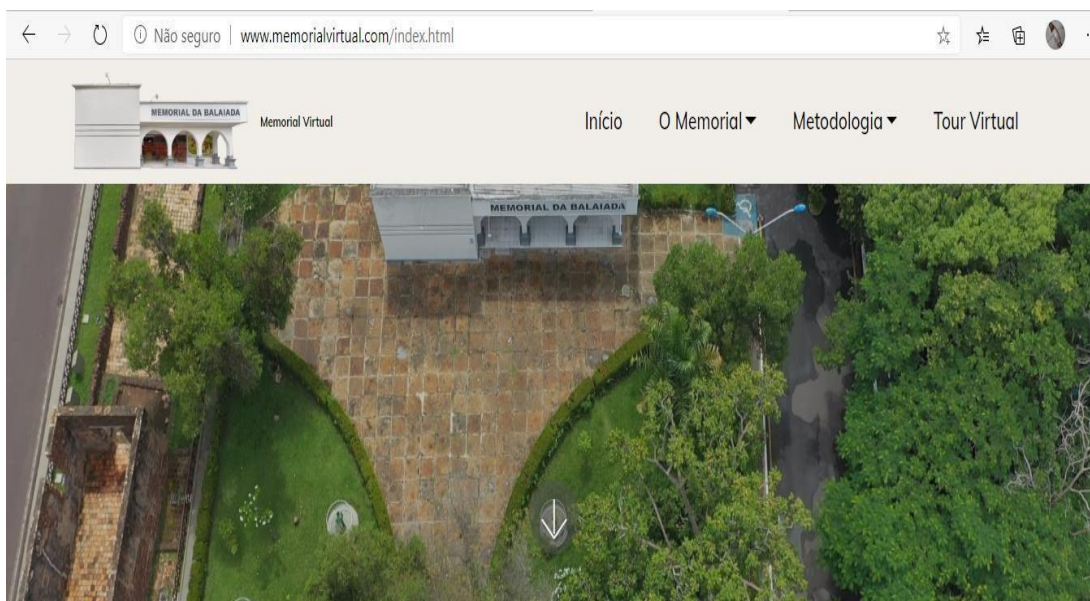 Não seguro | www.memorialvirtual.com/index.html
MEMORIAL DA BALAIADA
Memorial Virtual
Início O Memorial Metodologia Tour Virtual
MEMORIAL DA BALAIADA